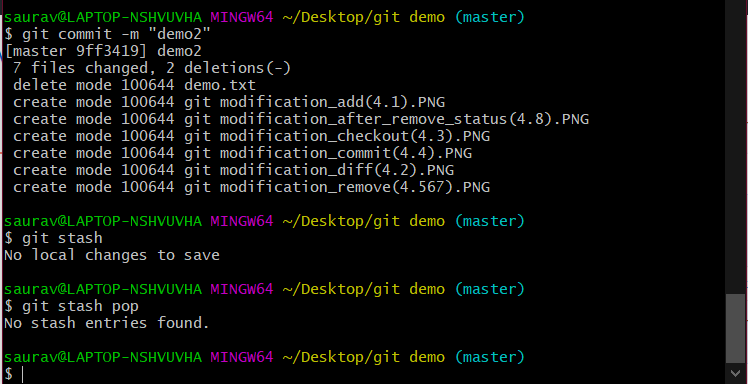 saurav@LAPTOP-NSHVUVHA MINGW64 ~/Desktop/git demo (master)
$ git commit -m "demo2"
[master 9ff3419] demo2
 7 files changed, 2 deletions(-)
 delete mode 100644 demo.txt
 create mode 100644 git modification_add(4.1).PNG
 create mode 100644 git modification_after_remove_status(4.8).PNG
 create mode 100644 git modification_checkout(4.3).PNG
 create mode 100644 git modification_commit(4.4).PNG
 create mode 100644 git modification_diff(4.2).PNG
 create mode 100644 git modification_remove(4.567).PNG
saurav@LAPTOP-NSHVUVHA MINGW64 ~/Desktop/git demo (master)
$ git stash
No local changes to save
saurav@LAPTOP-NSHVUVHA MINGW64 ~/Desktop/git demo (master)
$ git stash pop
No stash entries found.
saurav@LAPTOP-NSHVUVHA MINGW64 ~/Desktop/git demo (master)
$